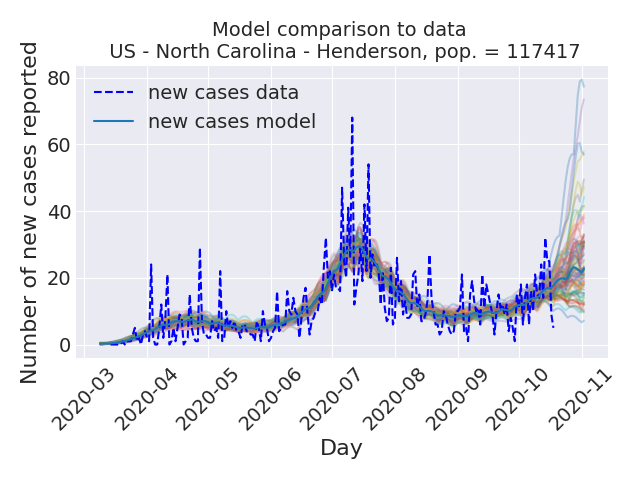 Model comparison to data
US - North Carolina - Henderson, pop. = 117417
Number of new cases reported
80
60
40
20
0
new cases data
new cases model
2020-03
2020-04
2020-05
2020-06
2020-07
2020-08
2020-09
2020-10
2020-11
Day